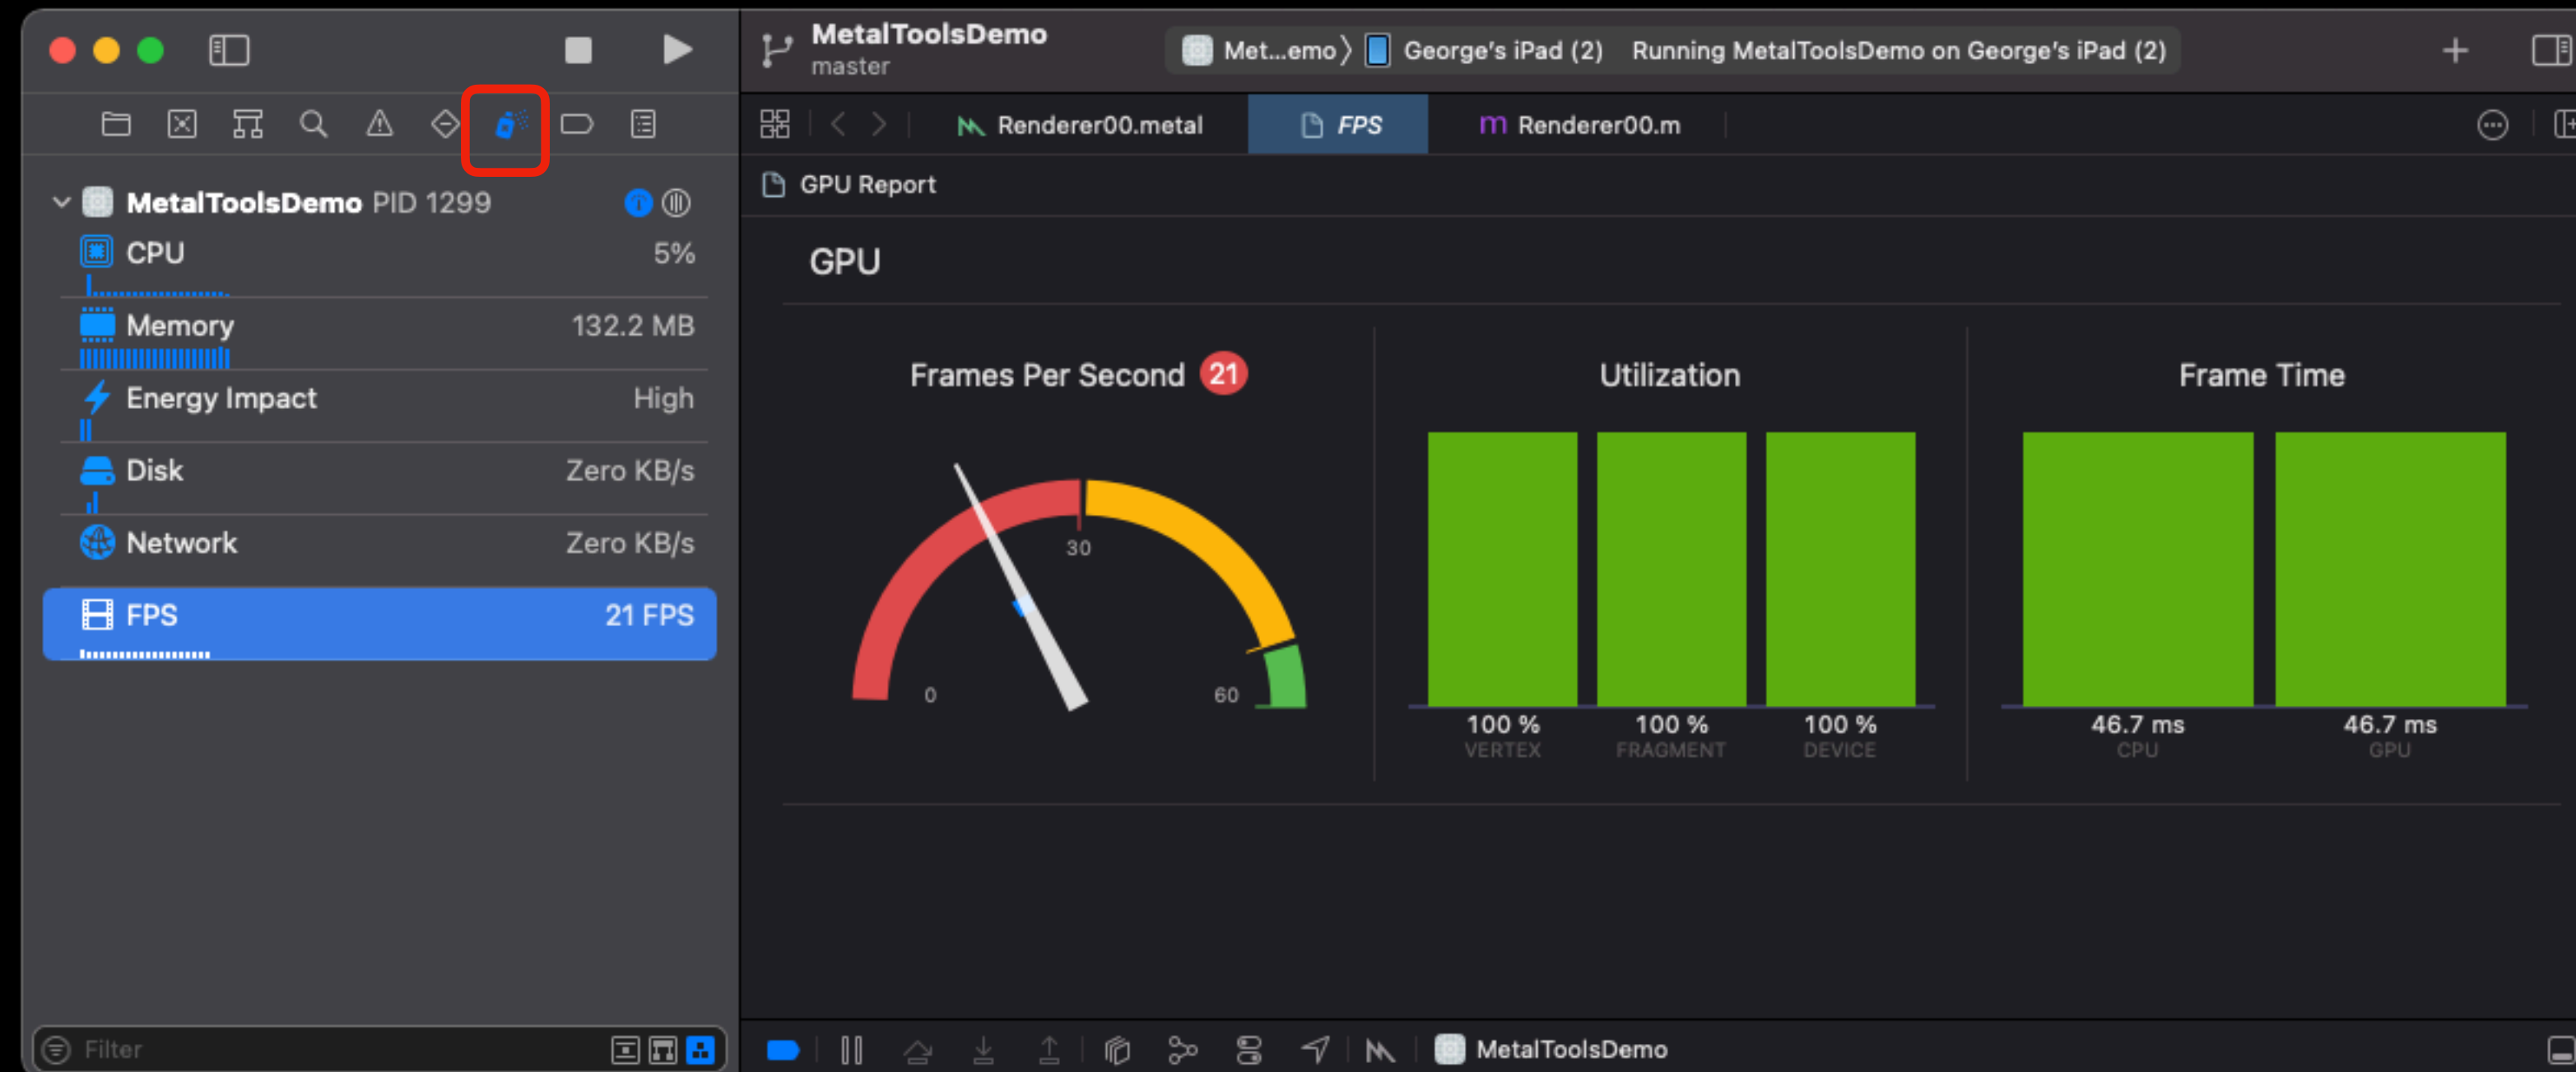 MetalToolsDemo
master
Met...emo
George's iPad (2)
Running MetalToolsDemo on George's iPad (2)
Renderer00.metal
FPS
Renderer00.m
MetalToolsDemo PID 1299
CPU 5%
Memory 132.2 MB
Energy Impact High
Disk Zero KB/s
Network Zero KB/s
FPS 21 FPS
Filter
GPU Report
GPU
Frames Per Second 21
30
0
60
Utilization
100 % 100 % 100 %
VERTEX FRAGMENT DEVICE
Frame Time
46.7 ms 46.7 ms
CPU GPU
MetalToolsDemo